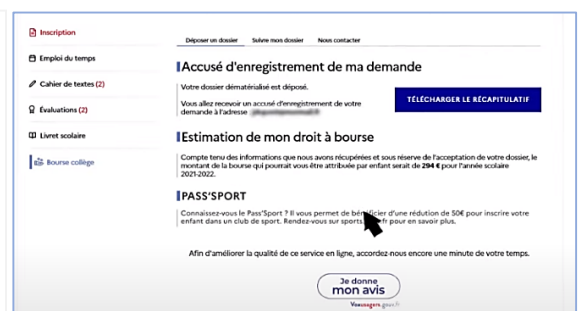 Inscription
Emploi du temps
Cahier de textes (2)
Évaluations (2)
Livret scolaire
Bourse collège
Déposer un dossier Suivre mon dossier Nous contacter
Accusé d'enregistrement de ma demande
Votre dossier dématérialisé est déposé.
Vous allez recevoir un accusé d'enregistrement de votre
demande à l'adresse
TÉLÉCHARGER LE RÉCAPITULATIF
Estimation de mon droit à bourse
Compte tenu des informations que nous avons récupérées et sous réserve de l'acceptation de votre dossier, le
montant de la bourse qui pourrait vous être attribuée par enfant serait de 294 € pour l'année scolaire
2021-2022.
PASS'SPORT
Connaissez-vous le Pass'Sport ? Il vous permet de bénéficier d'une rédution de 50€ pour inscrire votre
enfant dans un club de sport. Rendez-vous sur sports. fr pour en savoir plus.
Afin d'améliorer la qualité de ce service en ligne, accordez-nous encore une minute de votre temps.
Je donne
mon avis
Vosusagers.gouv.fr